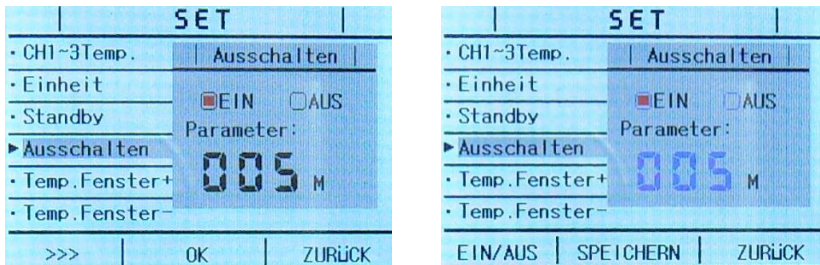 SET
· CH1~3Temp.
· Einheit
· Standby
▶ Ausschalten
· Temp.Fenster+
· Temp.Fenster-
Ausschalten
EIN AUS
Parameter:
005 M
>>> OK ZURÜCK
SET
· CH1~3Temp.
· Einheit
· Standby
▶ Ausschalten
· Temp.Fenster+
· Temp.Fenster-
Ausschalten
EIN AUS
Parameter:
005 M
EIN/AUS SPEICHERN ZURÜCK